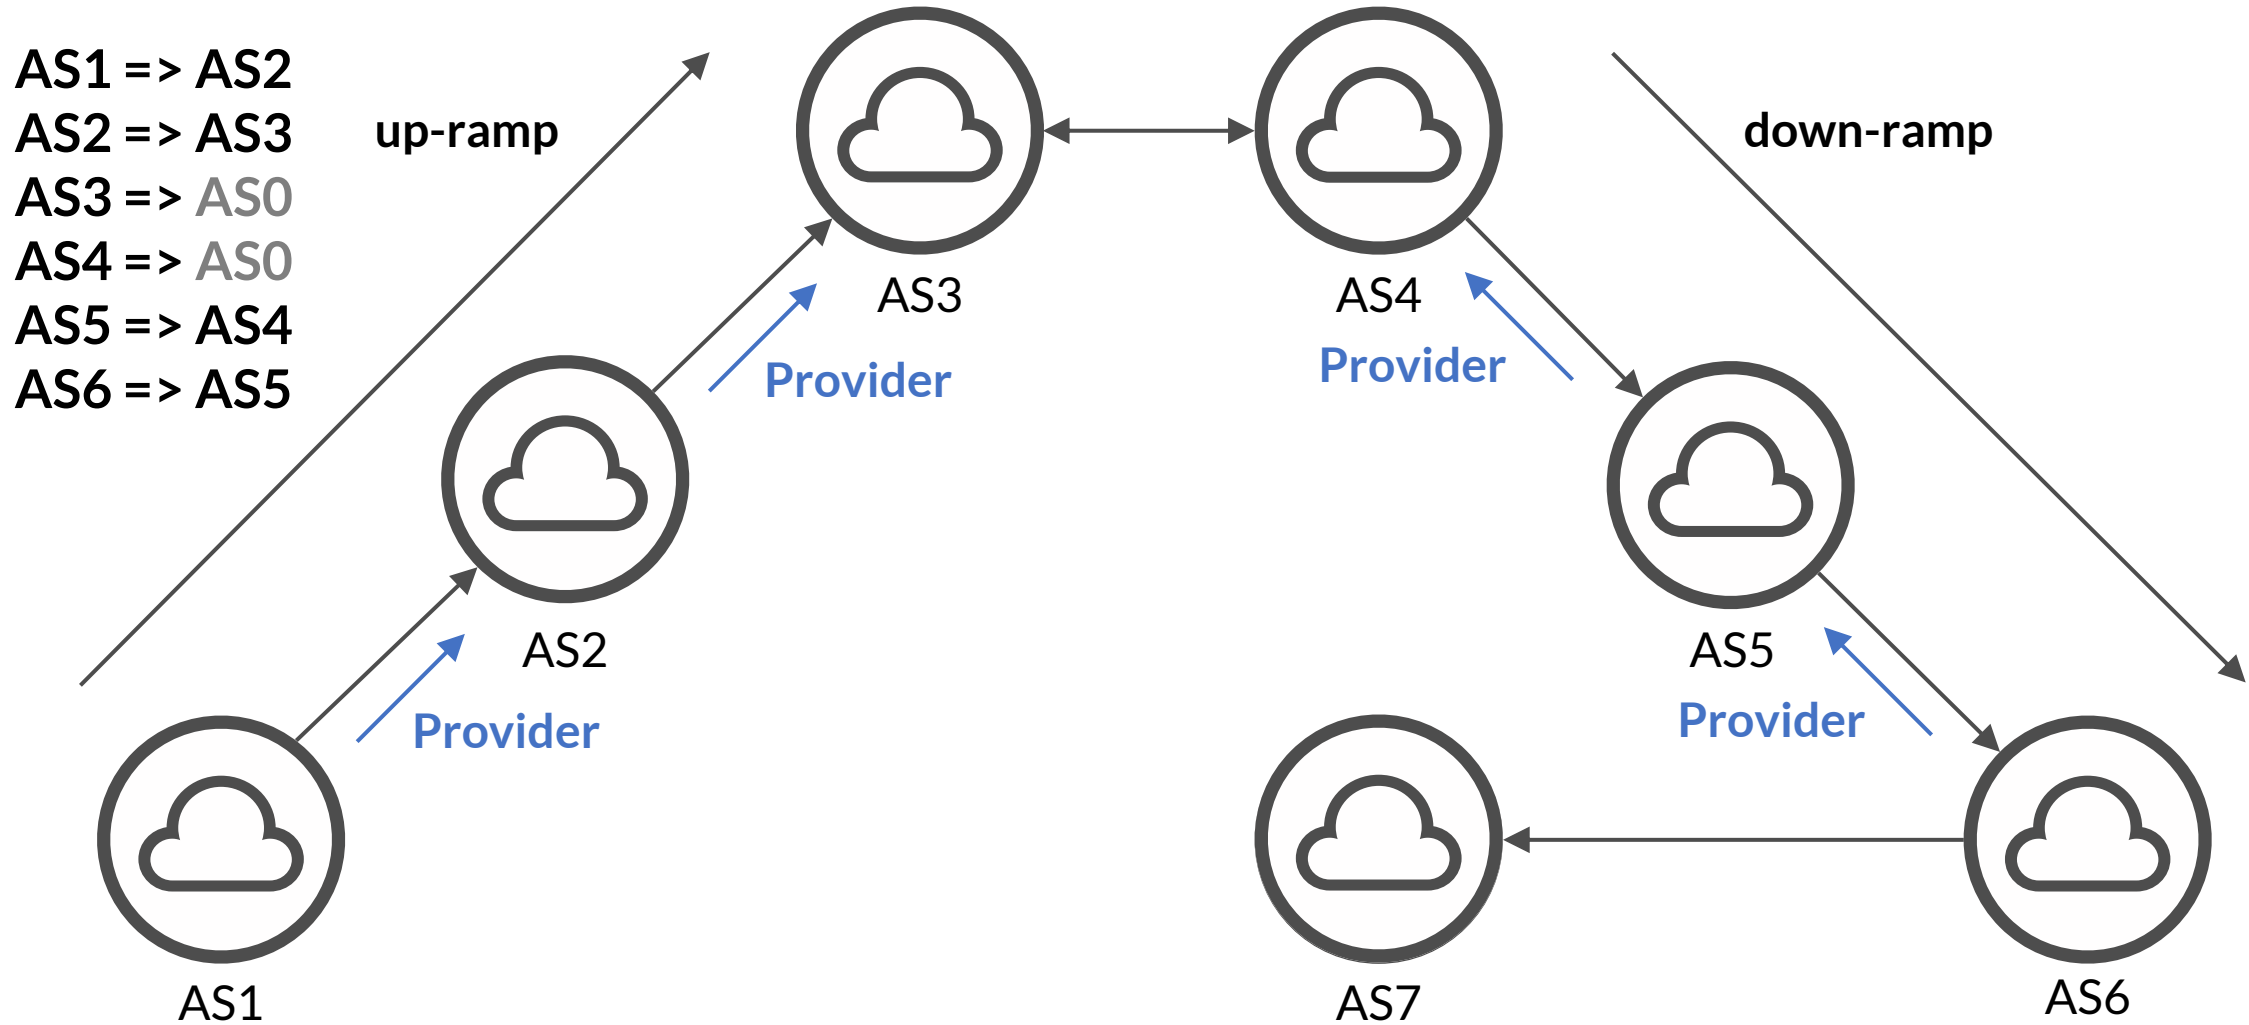 AS1 => AS2
AS2 => AS3
AS3 => AS0
AS4 => AS0
AS5 => AS4
AS6 => AS5
up-ramp
down-ramp
AS3
AS4
Provider
Provider
AS2
AS5
Provider
Provider
AS1
AS7
AS6